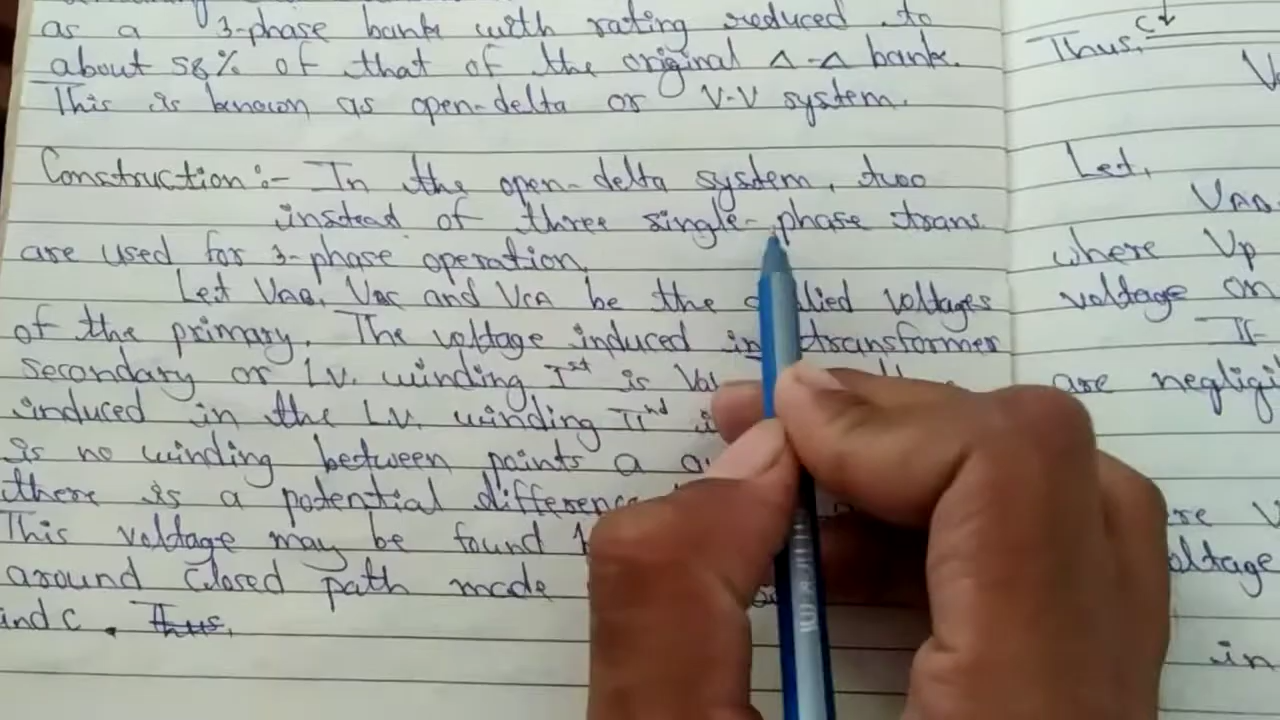 as a 3-phase bank with rating reduced to
about 58% of that of the original Δ-Δ bank.
This is known as open-delta or V-V system.
Construction:- In the open-delta system, two
instead of three single-phase trans.
are used for 3-phase operation.
Let VAB, VBC and VCA be the voltages
of the primary. The voltage induced in transformer
secondary or L.V. winding Ist is
induced in the L.V. winding IInd
is no winding between points a
there is a potential difference
This voltage may be found
around closed path made
and C. Thus,
Thus,
Let,
where Vp
voltage on
are negligi
in